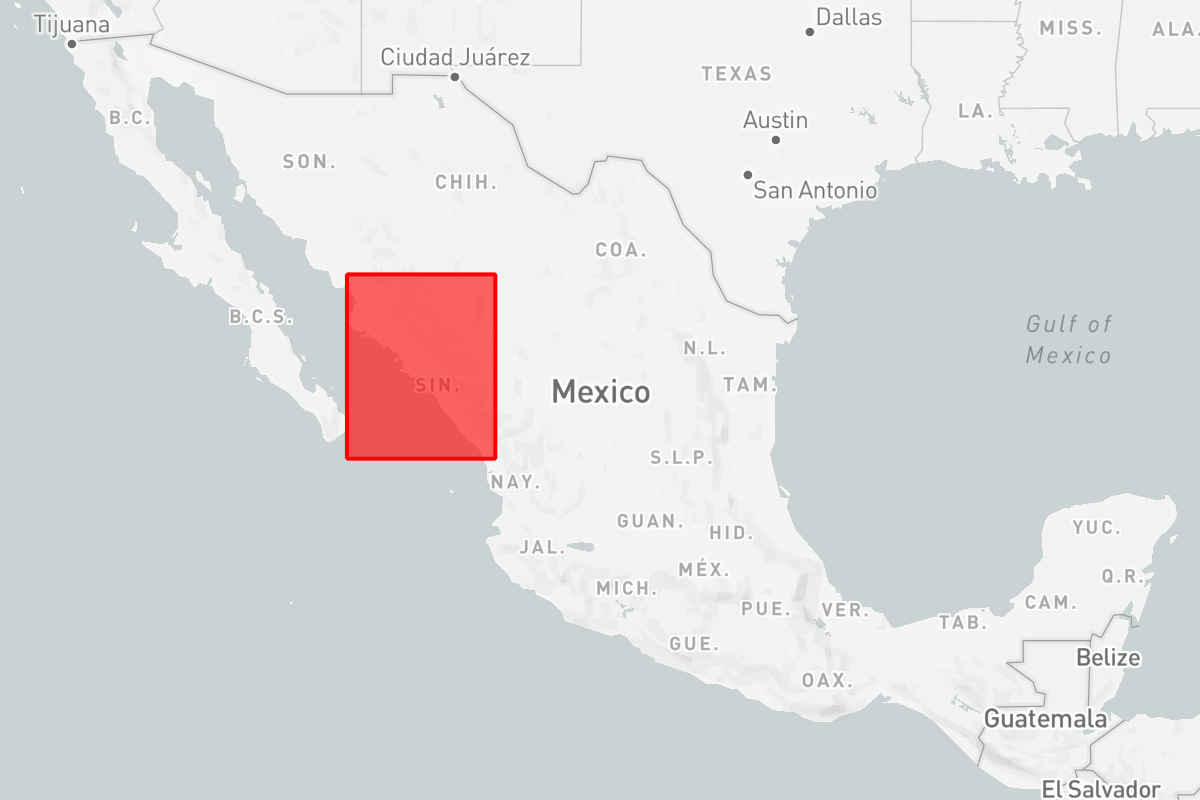 Tijuana
Dallas
MISS.
ALA.
Ciudad Juárez
TEXAS
B.C.
LA.
Austin
SON.
CHIH.
San Antonio
COA.
B.C.S.
Gulf of
Mexico
N.L.
SIN.
Mexico
TAM.
S.L.P.
NAY.
GUAN.
HID.
YUC.
JAL.
MÉX.
Q.R.
MICH.
CAM.
PUE.
VER.
TAB.
GUE.
Belize
OAX.
Guatemala
El Salvador